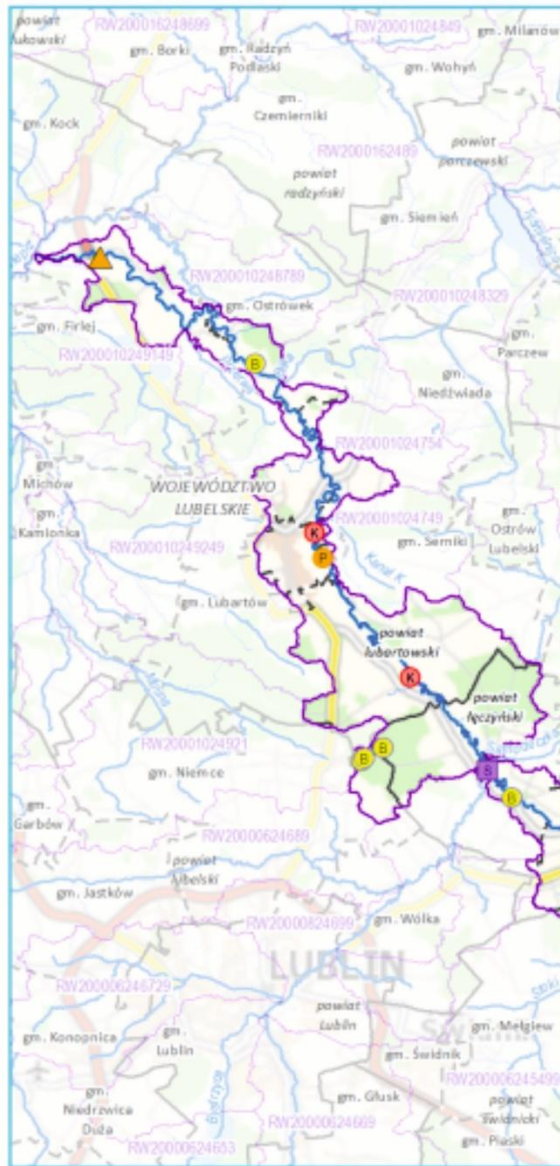 powiat
łukowski
RW200016248699
gm. Borki
gm. Radzyń
Podlaski
RW20001024849
gm. Milanów
gm. Wohyń
gm. Kock
gm.
Czemierniki
RW2000162489
powiat
parczewski
powiat
radzyński
gm. Siemień
RW200010248789
RW200010248329
gm. Ostrówek
gm. Firlej
RW200010249149
gm.
Parczew
gm.
Niedźwiada
RW20001024754
gm.
Michów
WOJEWÓDZTWO
LUBELSKIE
gm.
Kamionka
RW20001024749
K
gm. Serniki
gm.
Ostrów
Lubelski
RW200010249249
P
Kanał K
gm. Lubartów
powiat
lubartowski
K
powiat
łęczyński
RW20001024921
B
B
B
gm. Niemce
S
B
gm.
Garbów
RW20000624689
powiat
lubelski
gm. Jastków
gm. Wólka
RW20000824699
LUBLIN
RW200006246729
gm. Konopnica
gm.
Lublin
powiat
Lublin
gm. Mełgiew
gm. Świdnik
RW200006245499
gm.
Niedrzwica
Duża
Bystrzyca
gm. Głusk
powiat
świdnicki
RW20000624669
gm. Piaski
RW20000624653